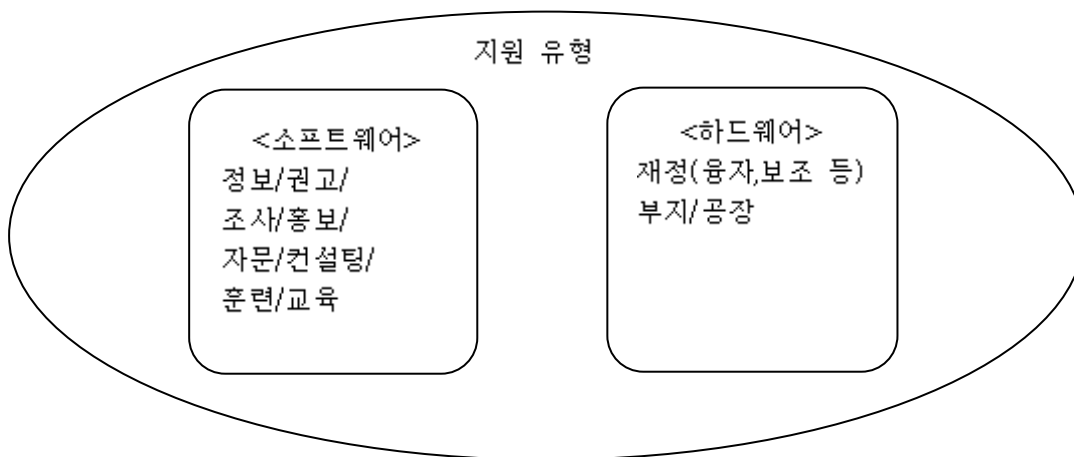 지원 유형
<소프트웨어>
정보/권고/
조사/홍보/
자문/컨설팅/
훈련/교육
<하드웨어>
재정(융자,보조 등)
부지/공장